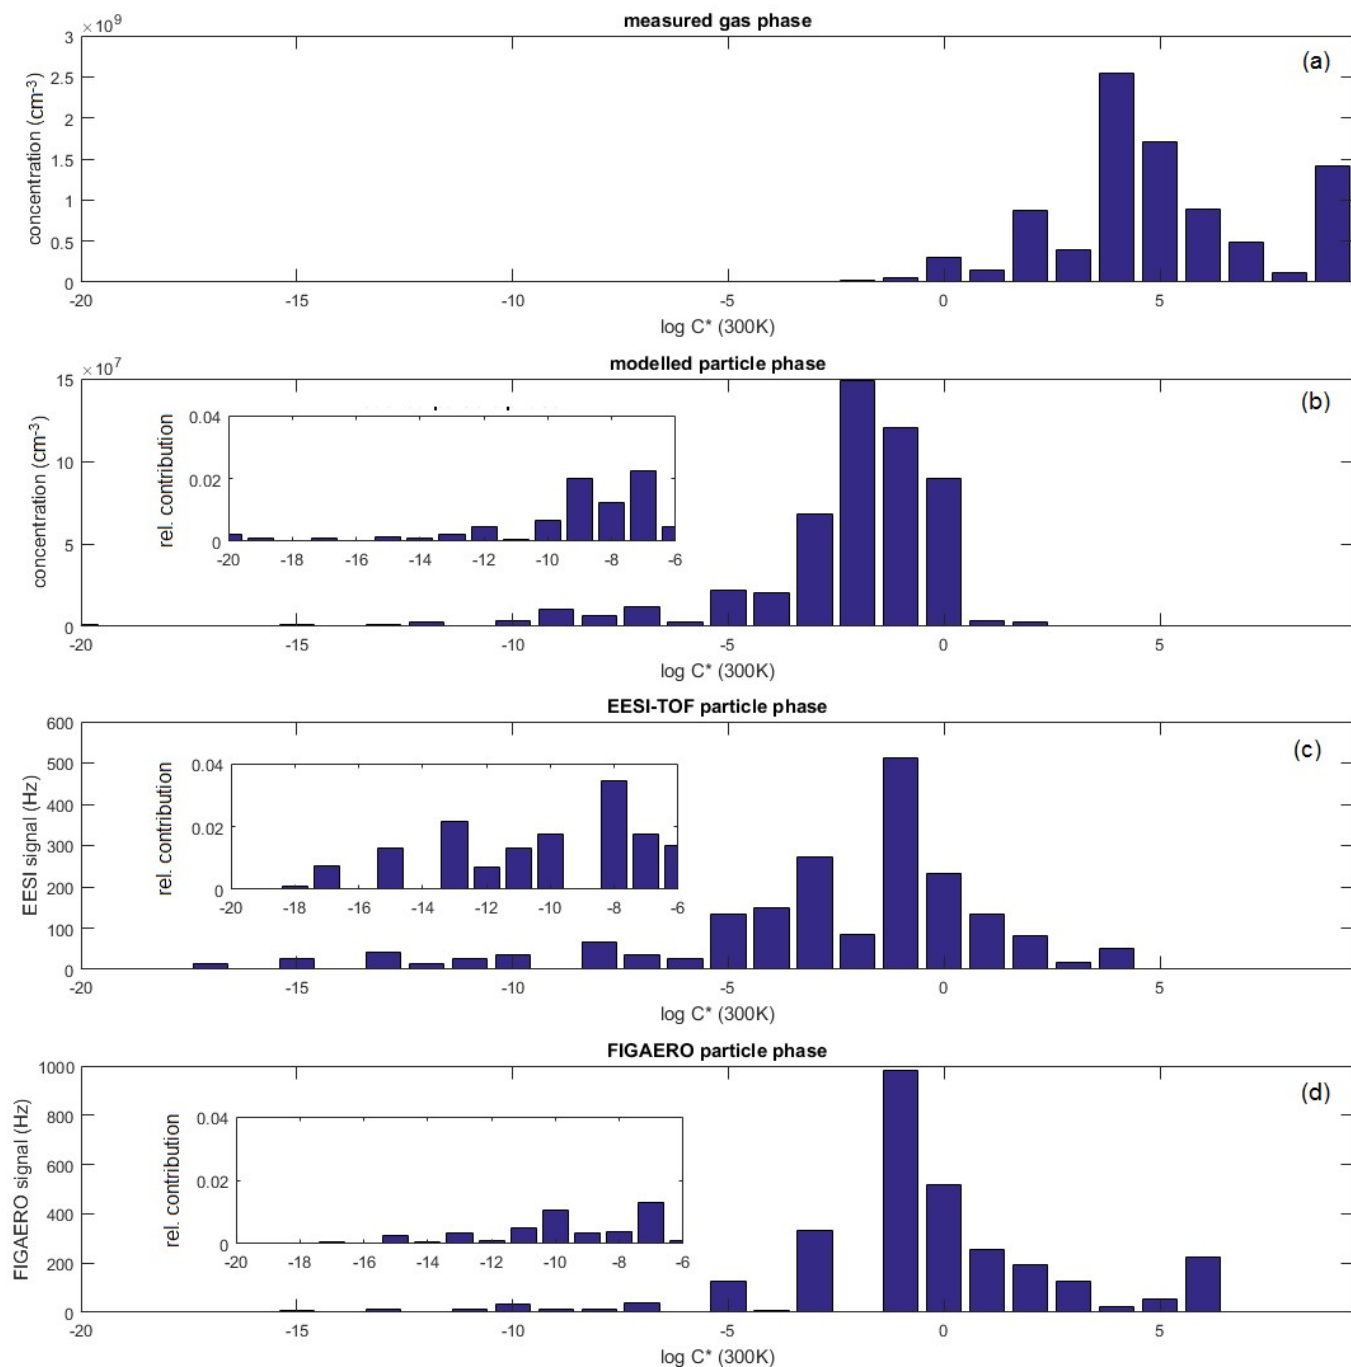 measured gas phase
×10⁹
(a)
3
2.5
2
1.5
1
0.5
0
concentration (cm⁻³)
-20 -15 -10 -5 0 5
log C* (300K)
modelled particle phase
×10⁷
(b)
15
10
5
0
concentration (cm⁻³)
0.04
0.02
0
rel. contribution
-20 -18 -16 -14 -12 -10 -8 -6
-20 -15 -10 -5 0 5
log C* (300K)
EESI-TOF particle phase
(c)
600
500
400
300
200
100
0
EESI signal (Hz)
0.04
0.02
0
rel. contribution
-20 -18 -16 -14 -12 -10 -8 -6
-20 -15 -10 -5 0 5
log C* (300K)
FIGAERO particle phase
(d)
1000
800
600
400
200
0
FIGAERO signal (Hz)
0.04
0.02
0
rel. contribution
-20 -18 -16 -14 -12 -10 -8 -6
-20 -15 -10 -5 0 5
log C* (300K)